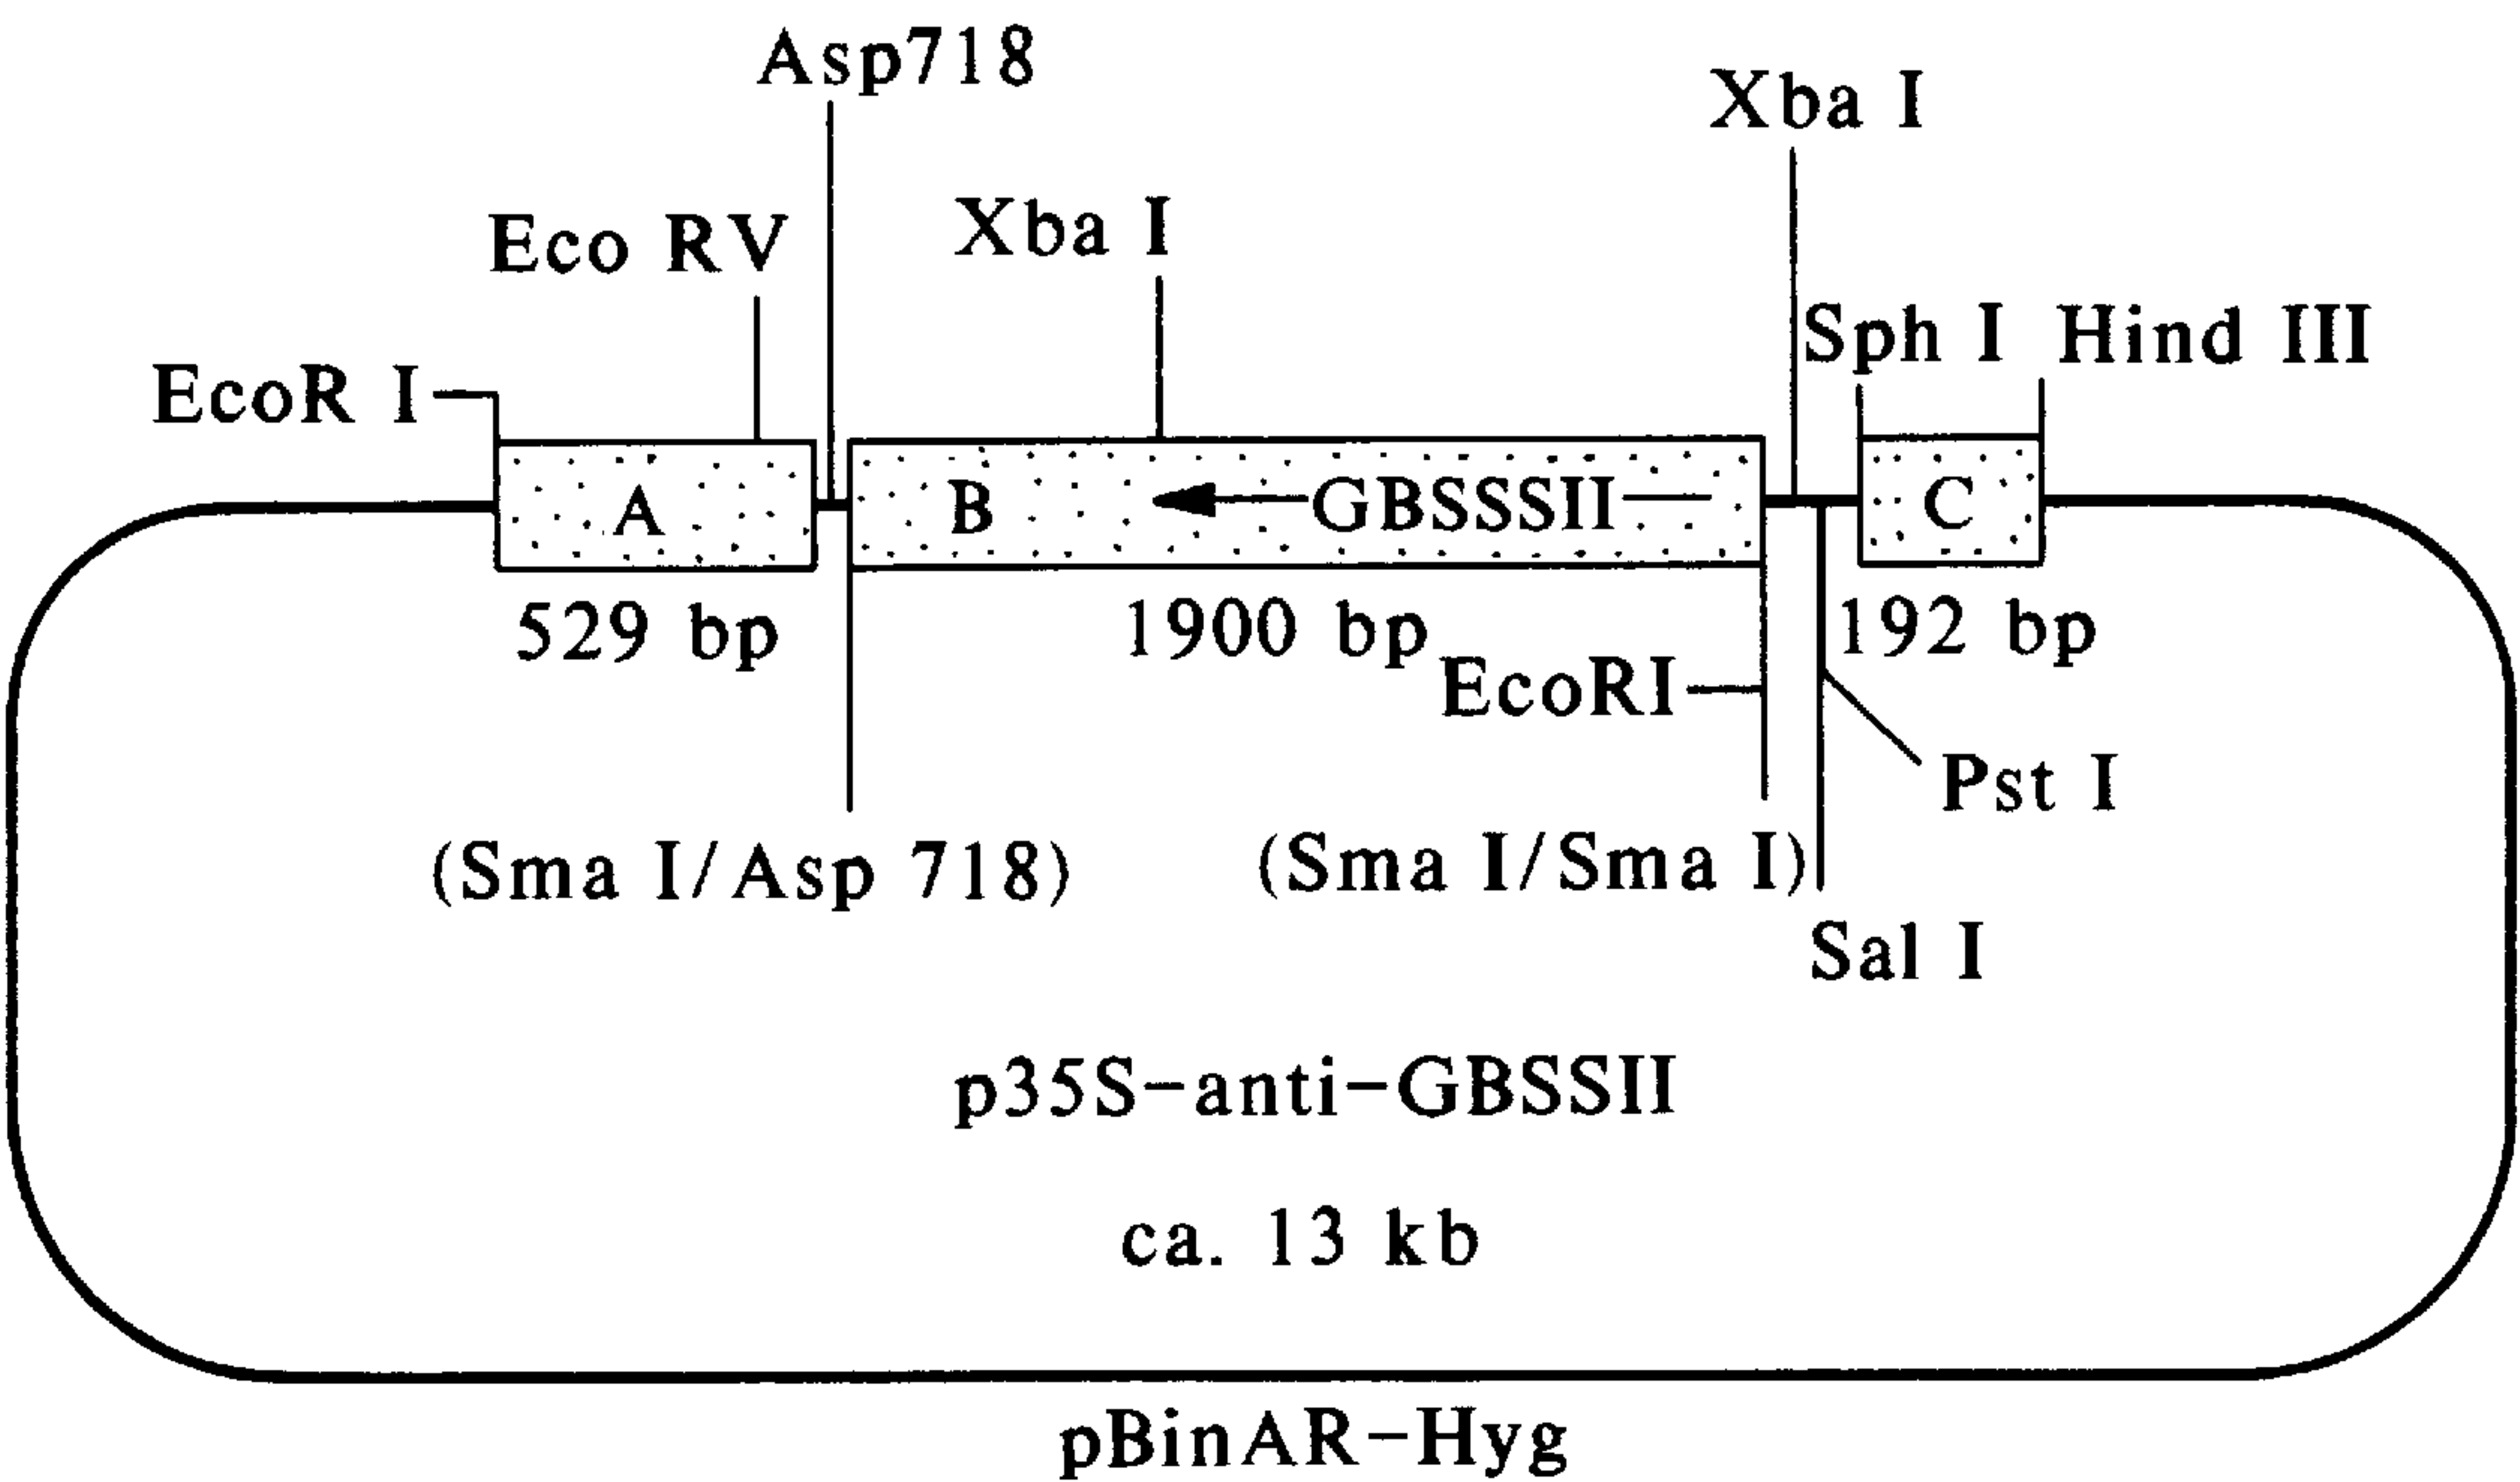 Asp718
Xba I
Eco RV
Xba I
Sph I
Hind III
EcoR I
A
B
GBSSSII
C
529 bp
1900 bp
192 bp
EcoRI
Pst I
(Sma I/Asp 718)
(Sma I/Sma I)
Sal I
p35S-anti-GBSSII
ca. 13 kb
pBinAR-Hyg